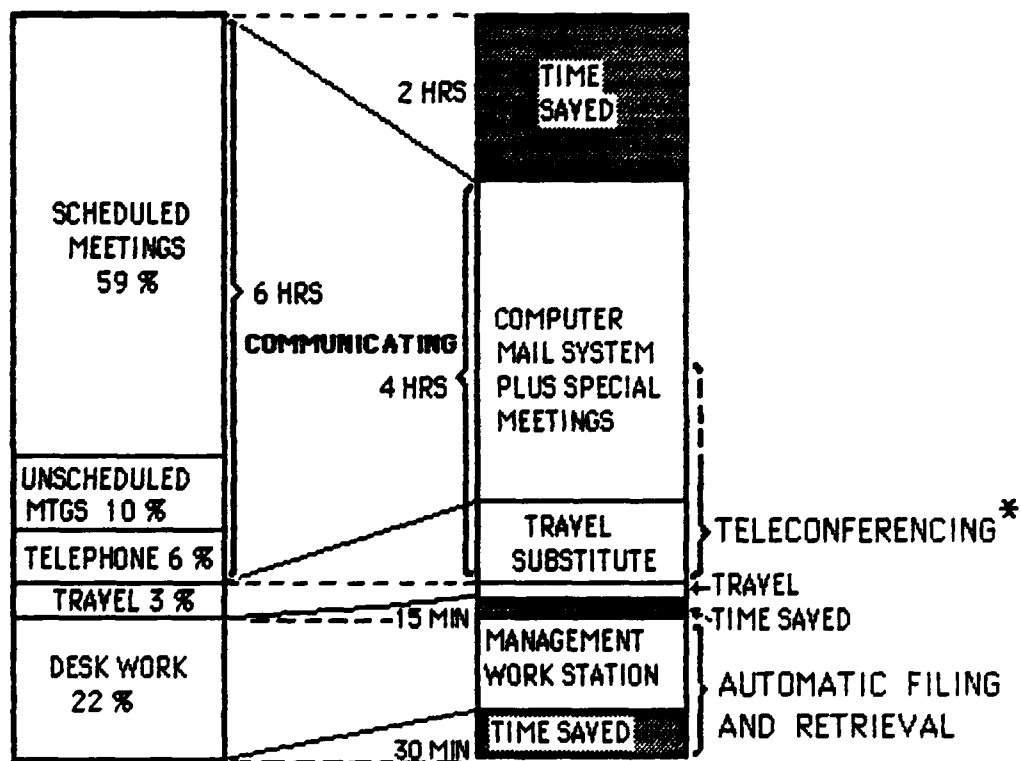 SCHEDULED
MEETINGS
59 %
UNSCHEDULED
MTGS 10 %
TELEPHONE 6 %
TRAVEL 3 %
DESK WORK
22 %
6 HRS
COMMUNICATING
4 HRS
2 HRS
15 MIN
30 MIN
TIME
SAVED
COMPUTER
MAIL SYSTEM
PLUS SPECIAL
MEETINGS
TRAVEL
SUBSTITUTE
MANAGEMENT
WORK STATION
TIME SAVED
TELECONFERENCING*
TRAVEL
TIME SAVED
AUTOMATIC FILING
AND RETRIEVAL